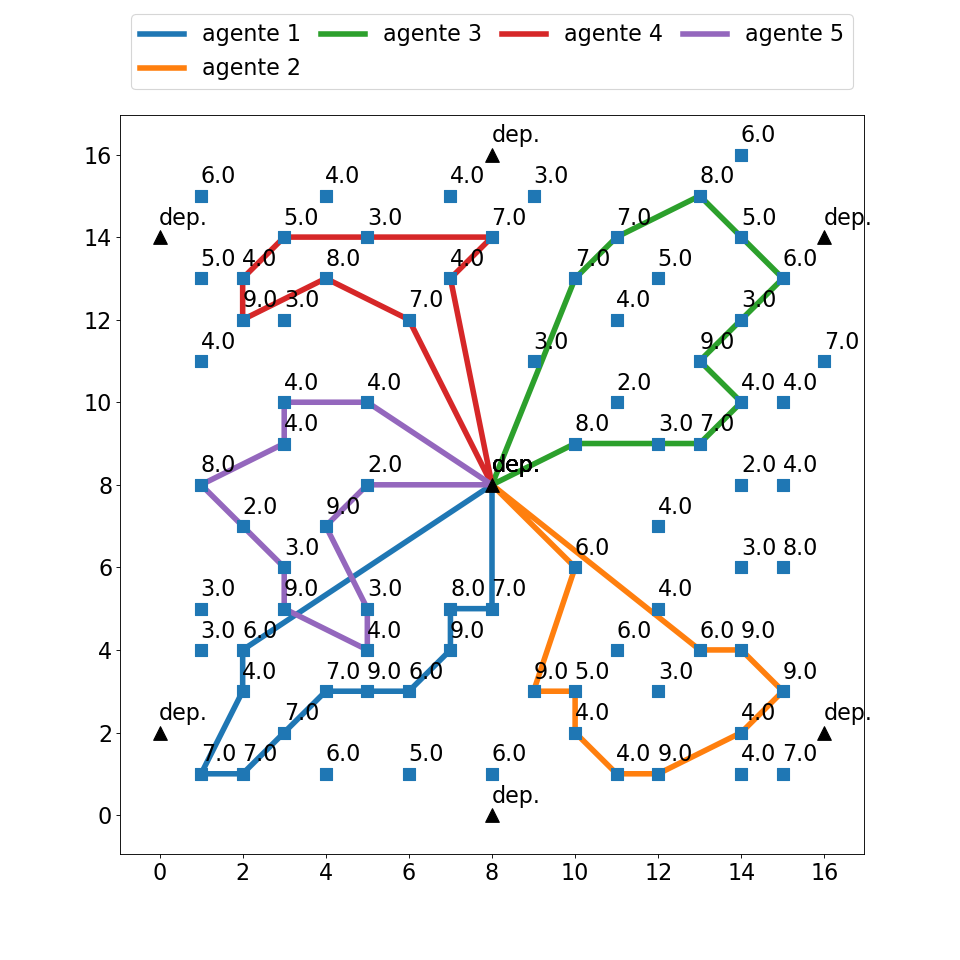 agente 1 agente 3 agente 4 agente 5
agente 2
16 dep. 6.0
6.0 4.0 4.0 3.0 8.0
14 dep. 5.0 3.0 7.0 7.0 5.0 dep.
5.0 4.0 8.0 4.0 7.0 5.0 6.0
12 9.0 3.0 7.0 4.0 3.0
4.0 3.0 9.0 7.0
10 4.0 4.0 2.0 4.0 4.0
4.0 8.0 3.0 7.0
8 8.0 2.0 dep. 2.0 4.0
2.0 9.0 4.0
6 3.0 6.0 3.0 8.0
3.0 9.0 3.0 8.0 7.0 4.0
4 3.0 6.0 4.0 9.0 6.0 6.0 9.0
4.0 7.0 9.0 6.0 9.0 5.0 3.0 9.0
2 dep. 7.0 4.0 4.0 dep.
7.0 7.0 6.0 5.0 6.0 4.0 9.0 4.0 7.0
0 dep.
0 2 4 6 8 10 12 14 16